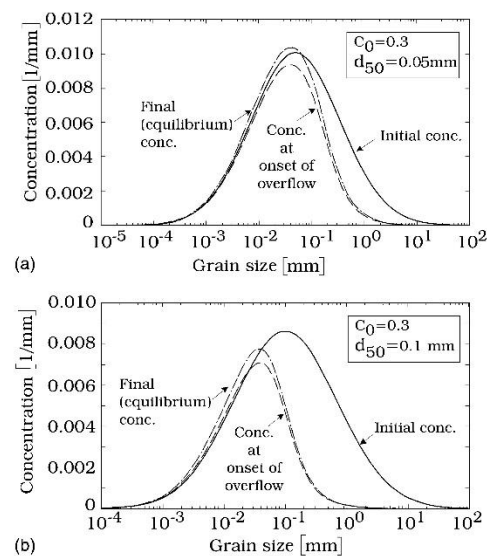 0.012
0.010
0.008
0.006
0.004
0.002
0
Concentration [1/mm]
C₀=0.3
d₅₀=0.05mm
Final
(equilibrium)
conc.
Conc.
at
onset of
overflow
Initial conc.
10⁻⁵ 10⁻⁴ 10⁻³ 10⁻² 10⁻¹ 10⁰ 10¹ 10²
Grain size [mm]
(a)
0.010
0.008
0.006
0.004
0.002
0
Concentration [1/mm]
C₀=0.3
d₅₀=0.1 mm
Final
(equilibrium)
conc.
Conc.
at
onset of
overflow
Initial conc.
10⁻⁴ 10⁻³ 10⁻² 10⁻¹ 10⁰ 10¹ 10²
Grain size [mm]
(b)